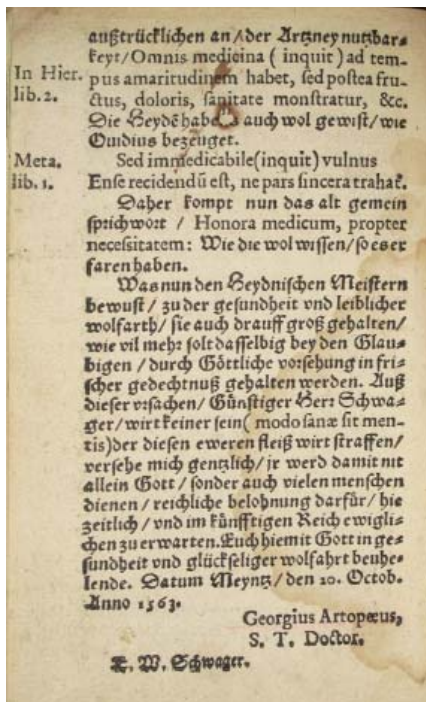 außtrücklichen an / der Artzney nutzbar⸗
keyt / Omnis medicina ( inquit ) ad tem-
In Hier.
lib. 2.
pus amaritudinem habet, sed postea fru-
ctus, doloris, sanitate monstratur, &c.
Die Heydē habens auch wol gewist / wie
Ouidius bezeuget.
Meta.
lib. 1.
Sed immedicabile (inquit) vulnus
Ense recidendū est, ne pars sincera trahat.
Daher kompt nun das alt gemein
sprichwort / Honora medicum, propter
necessitatem : Wie die wol wissen / so es er
faren haben.
Was nun den Heydnischen Meistern
bewust / zu der gesundheit vnd leiblicher
wolfarth / sie auch drauff groß gehalten /
wie vil mehr solt dasselbig bey den Glau⸗
bigen / durch Göttliche vorsehung in fri⸗
scher gedechtnuß gehalten werden. Auß
dieser vrsachen / Günstiger Herr Schwa⸗
ger / wirt keiner sein ( modo sanæ sit men-
tis) der diesen eweren fleiß wirt straffen /
versehe mich gentzlich / jr werd damit nit
allein Gott / sonder auch vielen menschen
dienen / reichliche belohnung darfür / hie
zeitlich / vnd im künfftigen Reich ewigli⸗
chen zu erwarten. Euch hiemit Gott in ge⸗
sundheit vnd glückseliger wolfahrt beuhe⸗
lende. Datum Meyntz / den 20. Octob.
Anno 1563.
Georgius Artopœus,
S. T. Doctor.
E. W. Schwager.